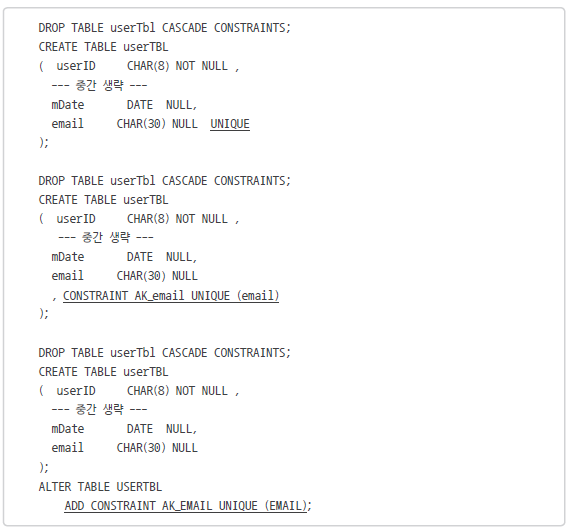 DROP TABLE userTbl CASCADE CONSTRAINTS;
CREATE TABLE userTBL
( userID CHAR(8) NOT NULL ,
--- 중간 생략 ---
mDate DATE NULL,
email CHAR(30) NULL UNIQUE
);
DROP TABLE userTbl CASCADE CONSTRAINTS;
CREATE TABLE userTBL
( userID CHAR(8) NOT NULL ,
--- 중간 생략 ---
mDate DATE NULL,
email CHAR(30) NULL
, CONSTRAINT AK_email UNIQUE (email)
);
DROP TABLE userTbl CASCADE CONSTRAINTS;
CREATE TABLE userTBL
( userID CHAR(8) NOT NULL ,
--- 중간 생략 ---
mDate DATE NULL,
email CHAR(30) NULL
);
ALTER TABLE USERTBL
ADD CONSTRAINT AK_EMAIL UNIQUE (EMAIL);